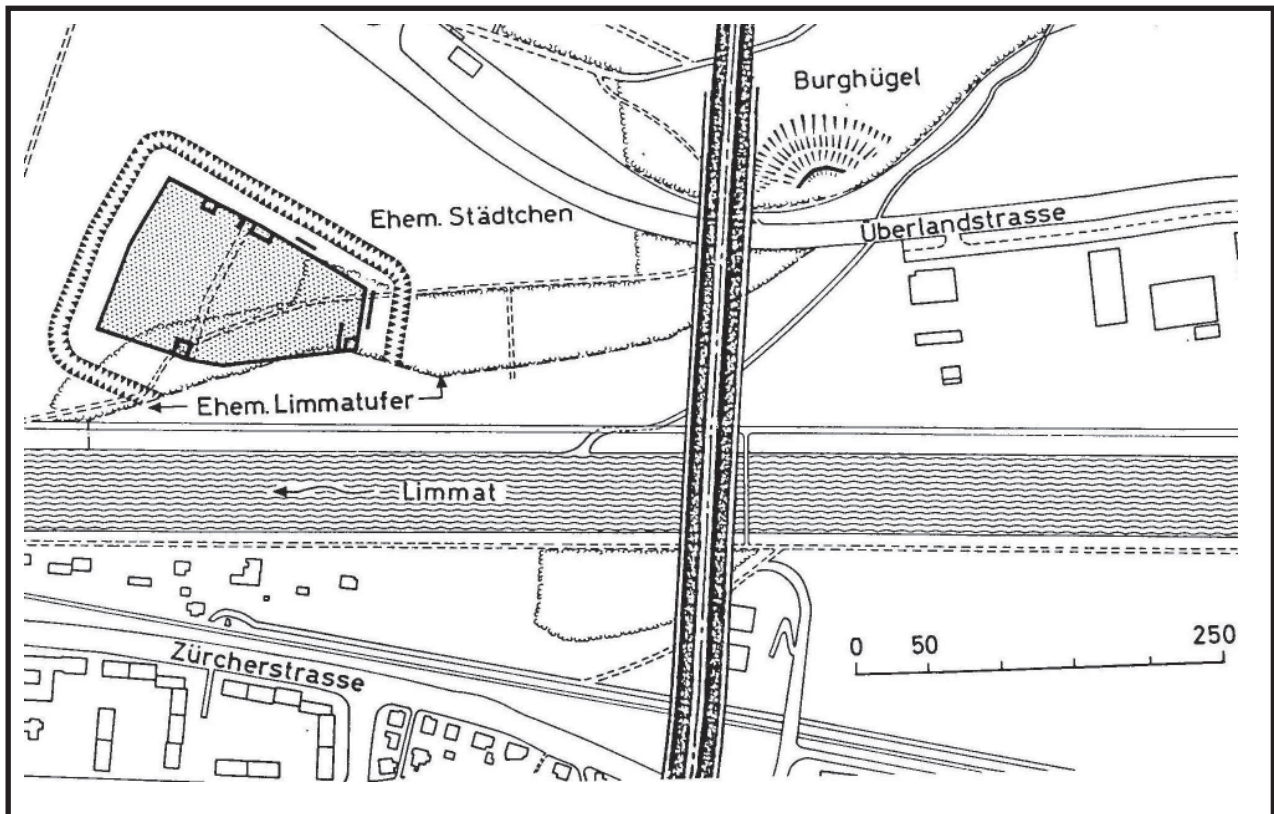 Burghügel
Ehem. Städtchen
Überlandstrasse
Ehem. Limmatufer
Limmat
Zürcherstrasse
0 50 250